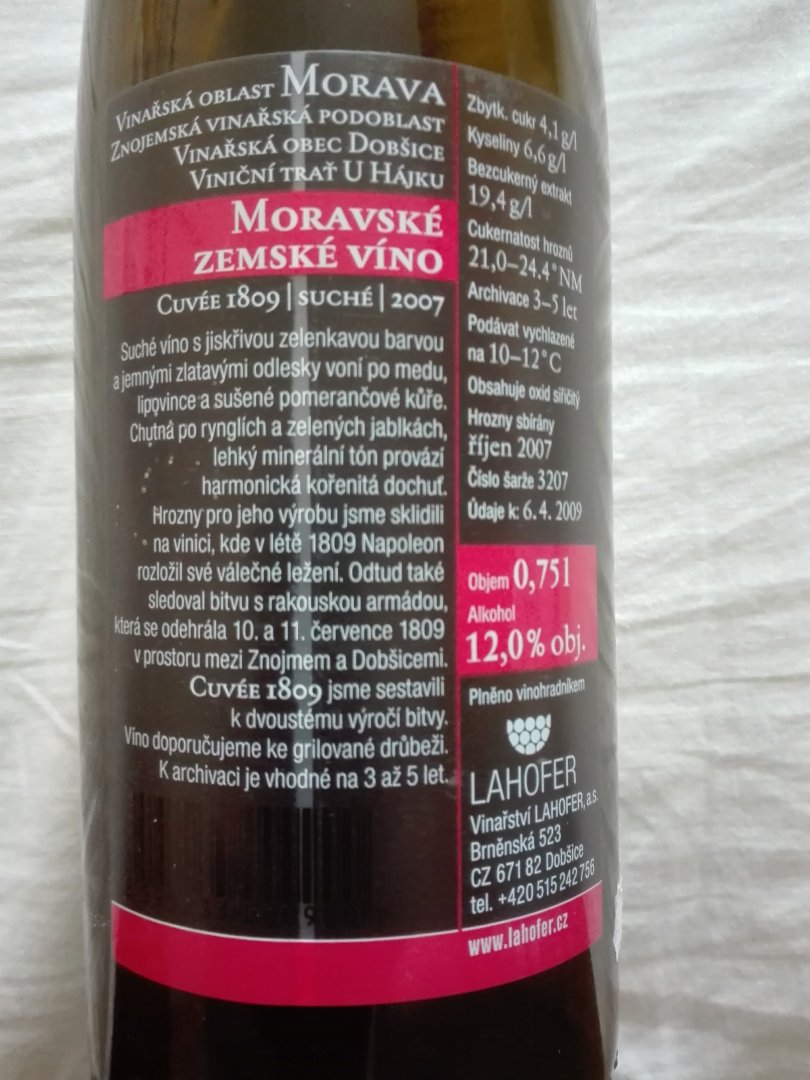 Vinařská oblast Morava
Znojemská vinařská podoblast
Vinařská obec Dobšice
Viniční trať U Hájku
Moravské
zemské víno
Cuvée 1809 | suché | 2007
Suché víno s jiskřivou zelenkavou barvou
a jemnými zlatavými odlesky voní po medu,
lipovince a sušené pomerančové kůře.
Chutná po rynglích a zelených jablkách,
lehký minerální tón provází
harmonická kořenitá dochuť.
Hrozny pro jeho výrobu jsme sklidili
na vinici, kde v létě 1809 Napoleon
rozložil své válečné ležení. Odtud také
sledoval bitvu s rakouskou armádou,
která se odehrála 10. a 11. července 1809
v prostoru mezi Znojmem a Dobšicemi.
Cuvée 1809 jsme sestavili
k dvoustému výročí bitvy.
Víno doporučujeme ke grilované drůbeži.
K archivaci je vhodné na 3 až 5 let.
Zbytk. cukr 4,1 g/l
Kyseliny 6,6 g/l
Bezcukerný extrakt
19,4 g/l
Cukernatost hroznů
21,0–24,4° NM
Archivace 3–5 let
Podávat vychlazené
na 10–12°C
Obsahuje oxid siřičitý
Hrozny sbírány
říjen 2007
Číslo šarže 3207
Údaje k: 6. 4. 2009
Objem 0,75l
Alkohol
12,0% obj.
Plněno vinohradníkem
LAHOFER
Vinařství LAHOFER, a.s.
Brněnská 523
CZ 671 82 Dobšice
tel. +420 515 242 756
www.lahofer.cz